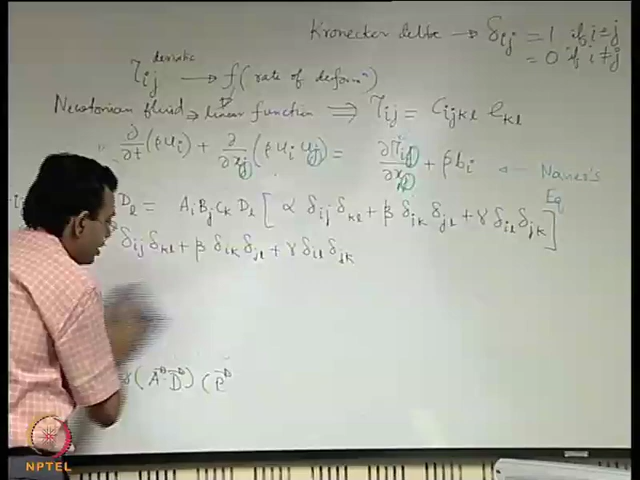 Kronecker delta → δij = 1 if i=j
= 0 if i≠j
τij deviatoric → f(rate of deformn)
Newtonian fluid → linear function ⟹ τij = Cijkl ekl
∂/∂t (ρui) + ∂/∂xj (ρui uj) = ∂τij/∂xj + ρbi ← Navier's Eq
Dl = Ai Bj Ck Dl [α δij δkl + β δik δjl + γ δil δjk]
δij δkl + β δik δjl + γ δil δjk
γ(A·D) (B
NPTEL